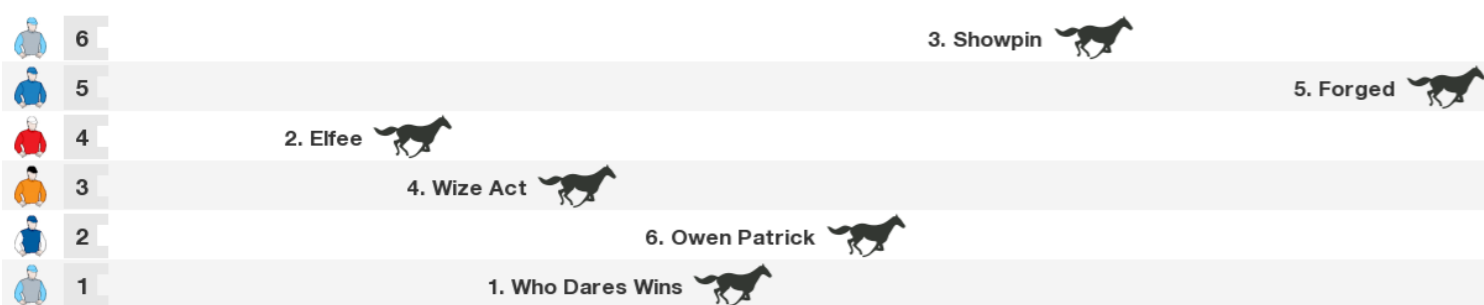 6 3. Showpin
5 5. Forged
4 2. Elfee
3 4. Wize Act
2 6. Owen Patrick
1 1. Who Dares Wins